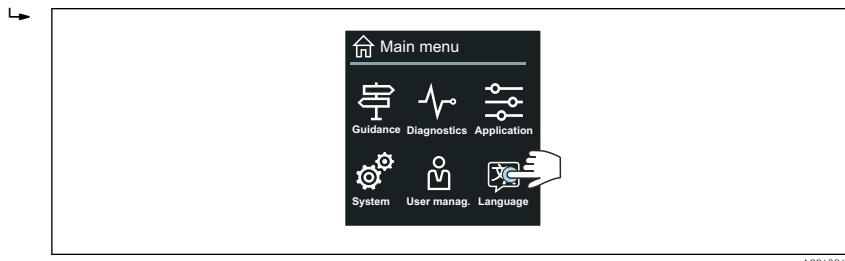 Main menu
Guidance Diagnostics Application
System User manag. Language